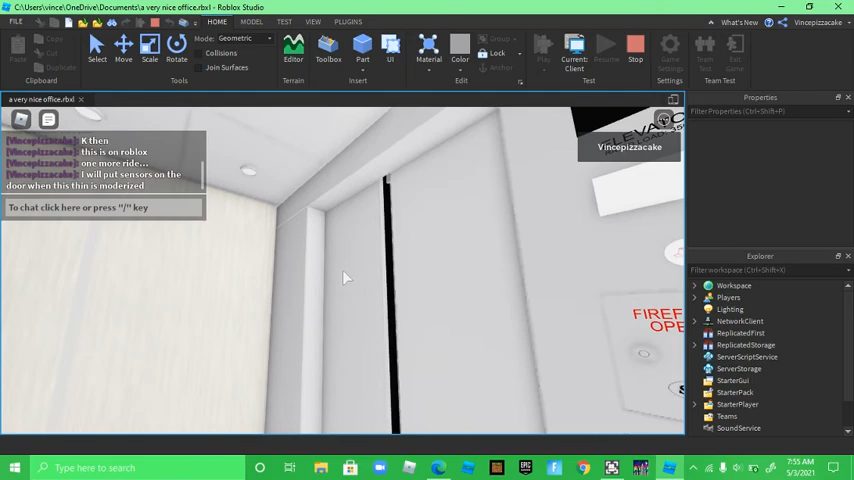 C:\Users\vince\OneDrive\Documents\a very nice office.rbxl - Roblox Studio
FILE
HOME MODEL TEST VIEW PLUGINS
What's New Vincepizzacake
Paste Copy Cut Duplicate
Clipboard
Select Move Scale Rotate
Mode: Geometric
Collisions
Join Surfaces
Tools
Editor
Terrain
Toolbox Part UI
Insert
Material Color
Group
Lock
Anchor
Edit
Play Current: Client Resume Stop
Test
Game Settings
Settings
Team Test Exit Game
Team Test
a very nice office.rbxl
[Vincepizzacake]: K then
[Vincepizzacake]: this is on roblox
[Vincepizzacake]: one more ride...
[Vincepizzacake]: I will put sensors on the
door when this thin is moderized
To chat click here or press "/" key
Vincepizzacake
FIREF
OPE
Properties
Filter Properties (Ctrl+Shift+P)
Explorer
Filter workspace (Ctrl+Shift+X)
Workspace
Players
Lighting
NetworkClient
ReplicatedFirst
ReplicatedStorage
ServerScriptService
ServerStorage
StarterGui
StarterPack
StarterPlayer
Teams
SoundService
Type here to search
7:55 AM
5/3/2021